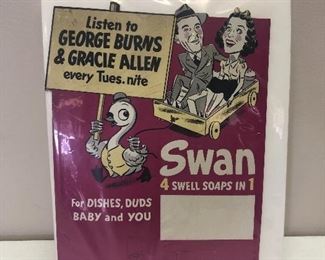 Listen to
GEORGE BURNS
& GRACIE ALLEN
every Tues. nite
Swan
4 SWELL SOAPS IN 1
For DISHES, DUDS
BABY and YOU